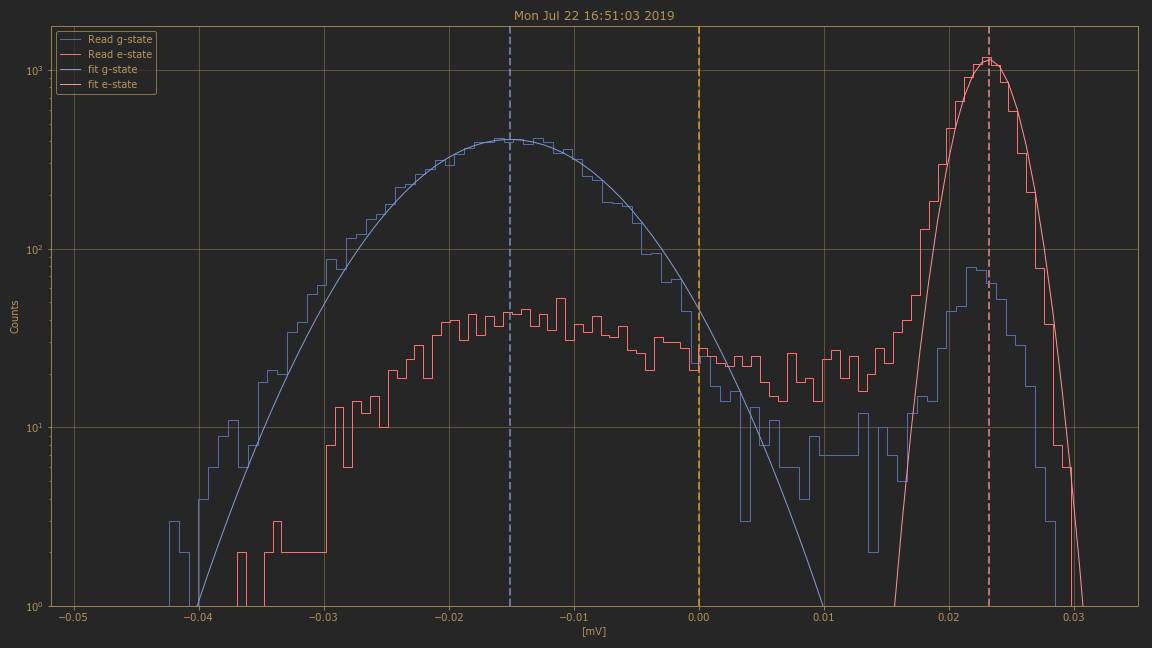 Mon Jul 22 16:51:03 2019
Read g-state
Read e-state
fit g-state
fit e-state
Counts
10³
10²
10¹
10⁰
−0.05 −0.04 −0.03 −0.02 −0.01 0.00 0.01 0.02 0.03
[mV]